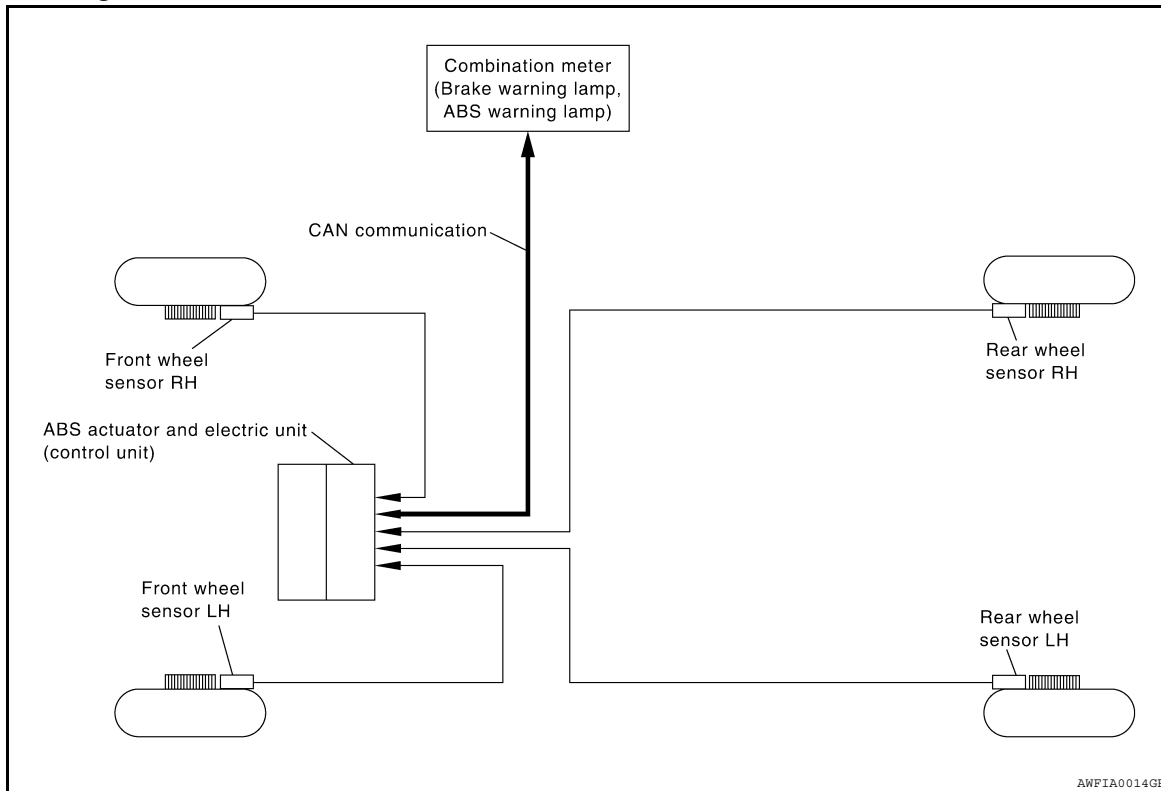 Combination meter
(Brake warning lamp,
ABS warning lamp)
CAN communication
Front wheel
sensor RH
Rear wheel
sensor RH
ABS actuator and electric unit
(control unit)
Front wheel
sensor LH
Rear wheel
sensor LH